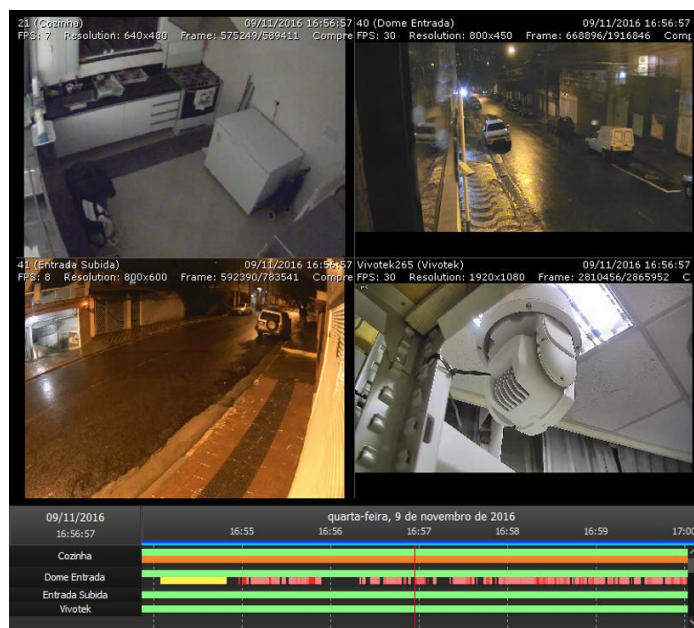 21 (Cozinha) 09/11/2016 16:56:57
FPS: 7 Resolution: 640x480 Frame: 575249/589411 Compre
40 (Dome Entrada) 09/11/2016 16:56:57
FPS: 30 Resolution: 800x450 Frame: 668896/1916846 Comp
41 (Entrada Subida) 09/11/2016 16:56:57
FPS: 8 Resolution: 800x600 Frame: 592390/783541 Compre
Vivotek265 (Vivotek) 09/11/2016 16:56:57
FPS: 30 Resolution: 1920x1080 Frame: 2810456/2865952 C
09/11/2016
16:56:57
quarta-feira, 9 de novembro de 2016
16:55 16:56 16:57 16:58 16:59 17:00
Cozinha
Dome Entrada
Entrada Subida
Vivotek